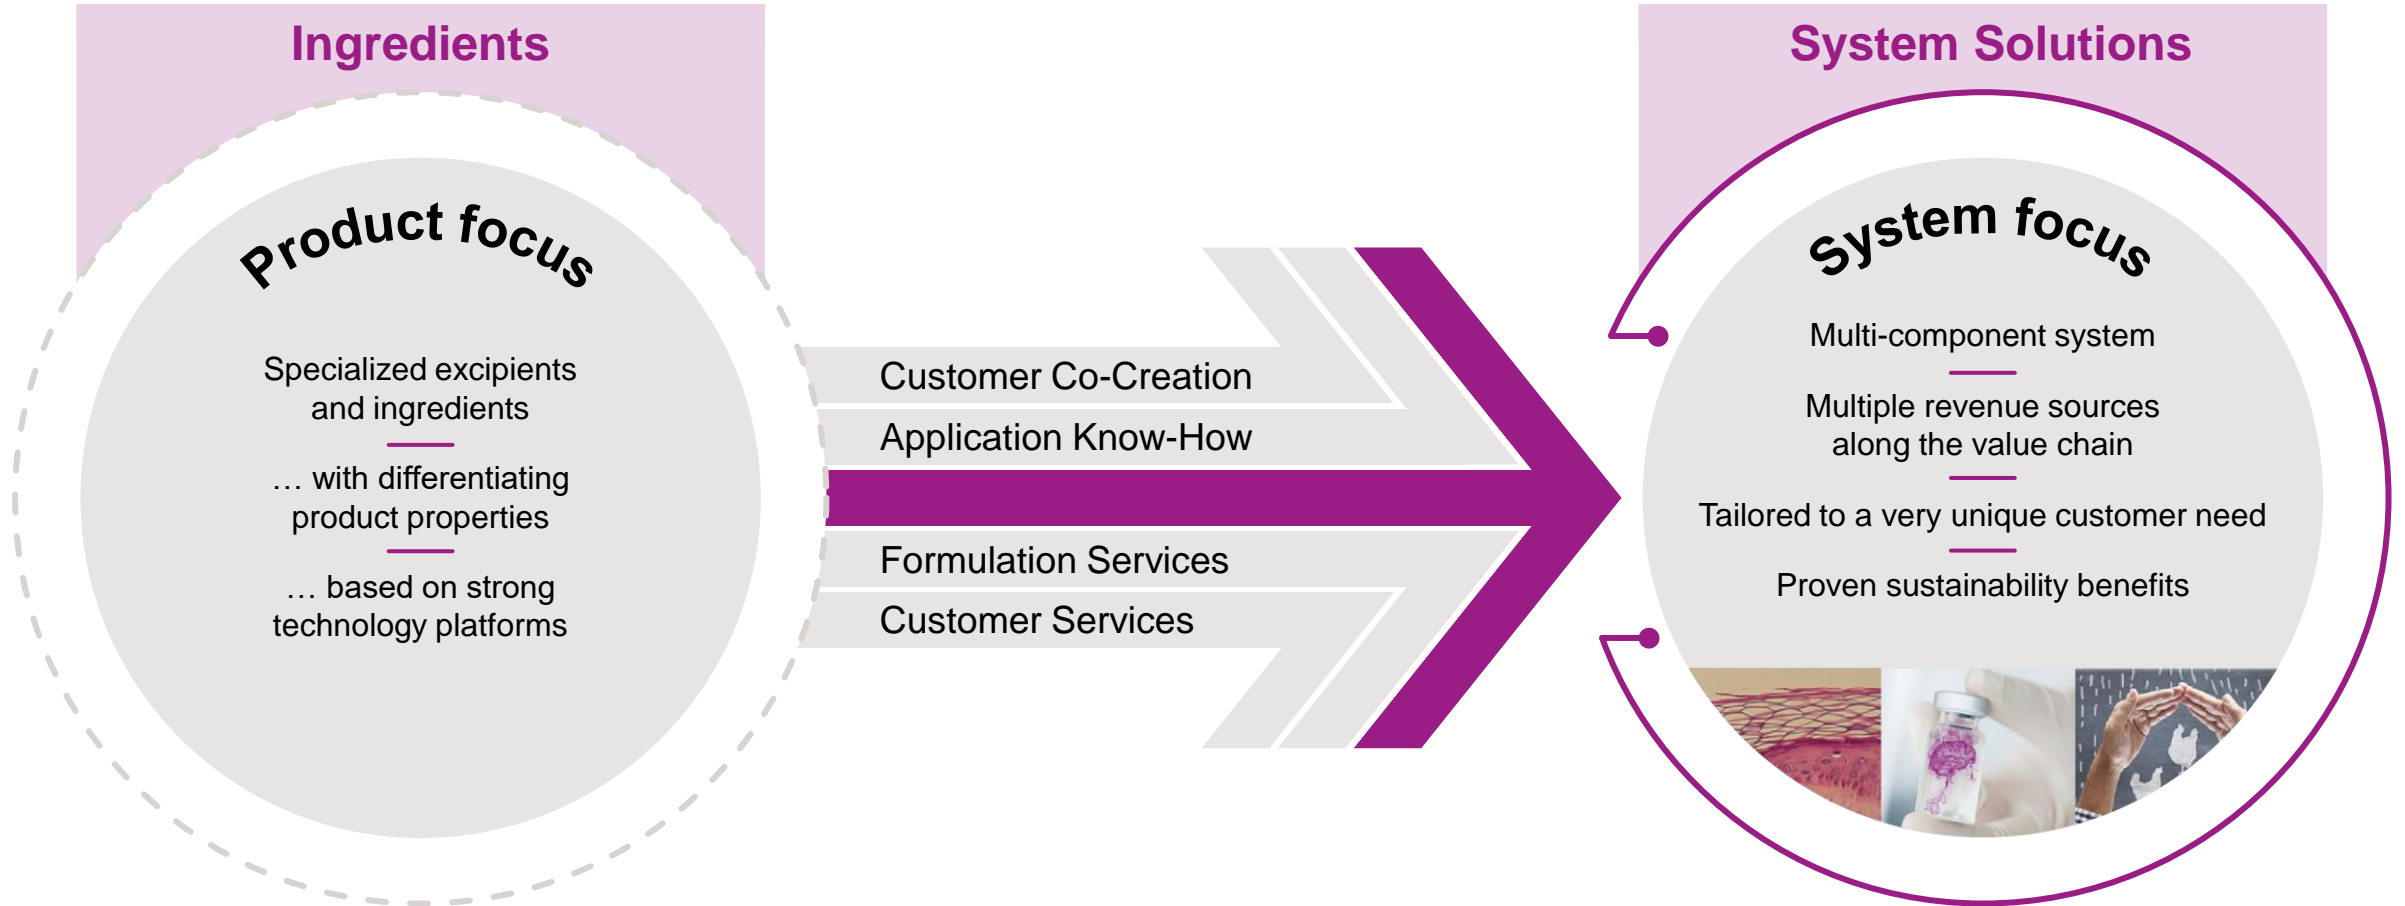 Ingredients
Product focus
Specialized excipients
and ingredients
… with differentiating
product properties
… based on strong
technology platforms
Customer Co-Creation
Application Know-How
Formulation Services
Customer Services
System Solutions
System focus
Multi-component system
Multiple revenue sources
along the value chain
Tailored to a very unique customer need
Proven sustainability benefits